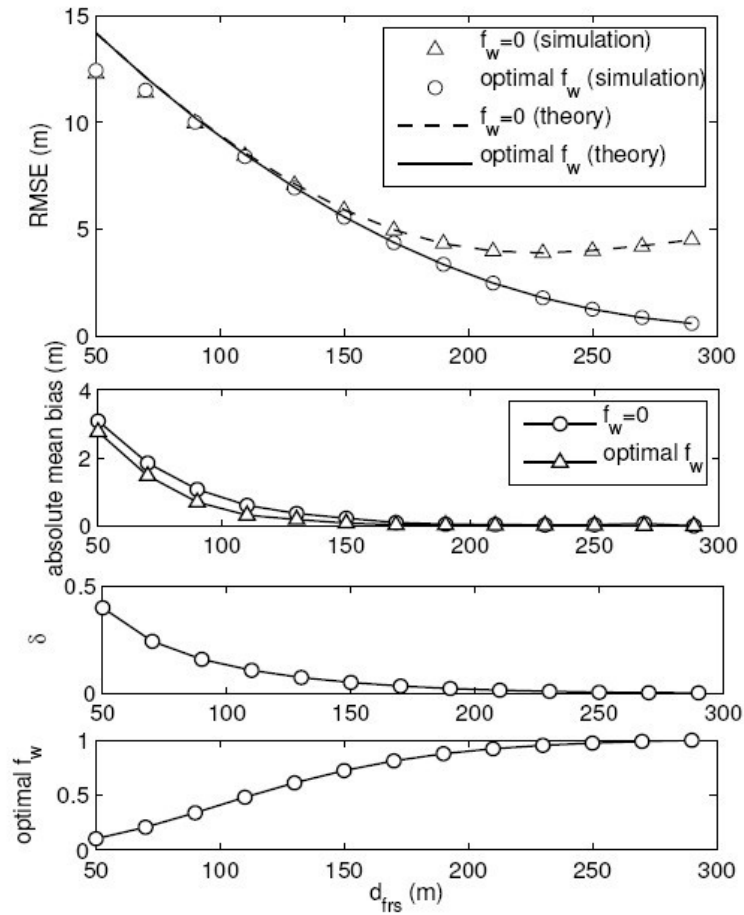 15
10
5
0
RMSE (m)
f_w=0 (simulation)
optimal f_w (simulation)
f_w=0 (theory)
optimal f_w (theory)
50 100 150 200 250 300
4
2
0
absolute mean bias (m)
f_w=0
optimal f_w
50 100 150 200 250 300
0.5
0
δ
50 100 150 200 250 300
1
0.5
0
optimal f_w
50 100 150 200 250 300
d_frs (m)